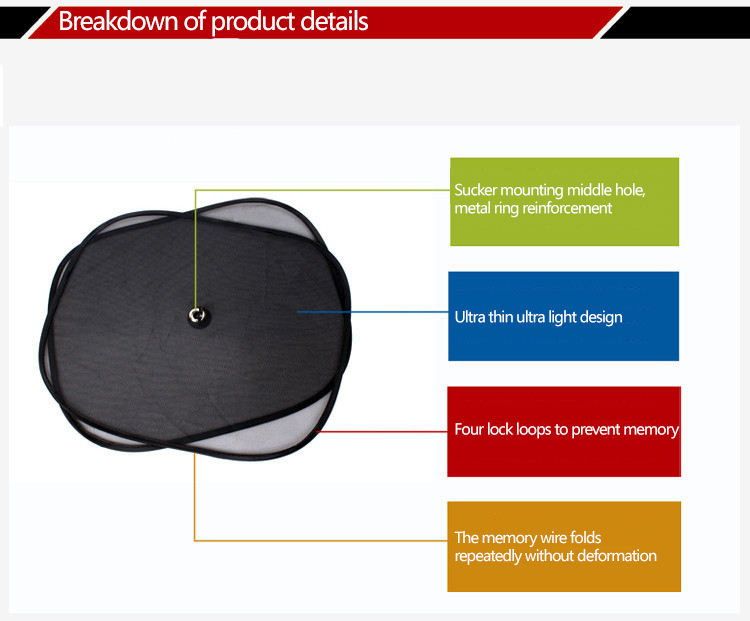 Breakdown of product details
Sucker mounting middle hole,
metal ring reinforcement
Ultra thin ultra light design
Four lock loops to prevent memory
The memory wire folds
repeatedly without deformation